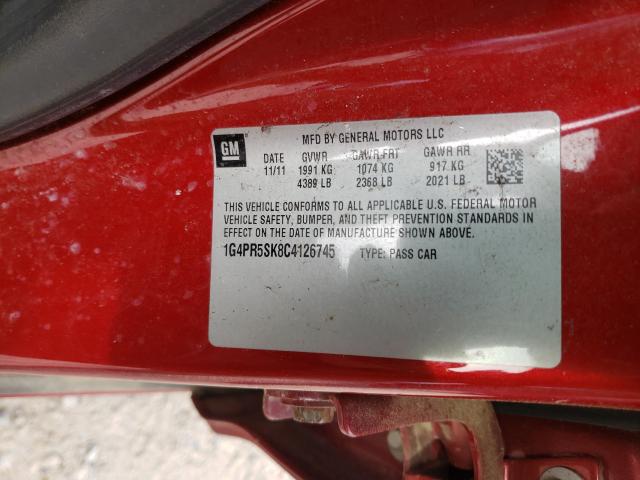 GM
MFD BY GENERAL MOTORS LLC
DATE GVWR GAWR FRT GAWR RR
11/11 1991 KG 1074 KG 917 KG
4389 LB 2368 LB 2021 LB
THIS VEHICLE CONFORMS TO ALL APPLICABLE U.S. FEDERAL MOTOR
VEHICLE SAFETY, BUMPER, AND THEFT PREVENTION STANDARDS IN
EFFECT ON THE DATE OF MANUFACTURE SHOWN ABOVE.
1G4PR5SK8C4126745 TYPE: PASS CAR